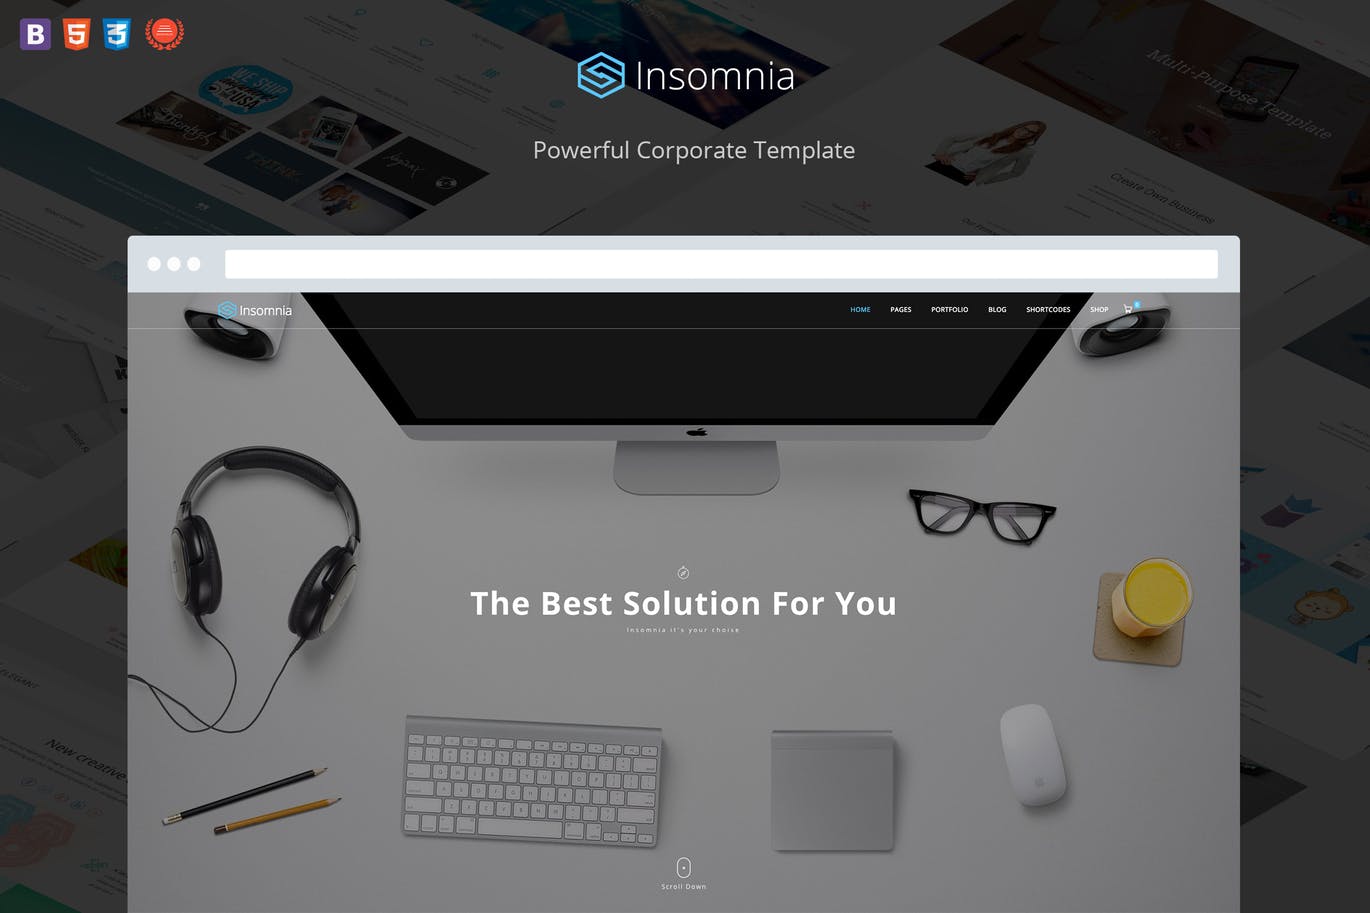 B 5 3
Insomnia
Powerful Corporate Template
WE SHIP
Multi-Purpose Template
Create Own Business
Insomnia
HOME PAGES PORTFOLIO BLOG SHORTCODES SHOP
The Best Solution For You
Insomnia it's your choise
ELEGANT
New creative
Scroll Down